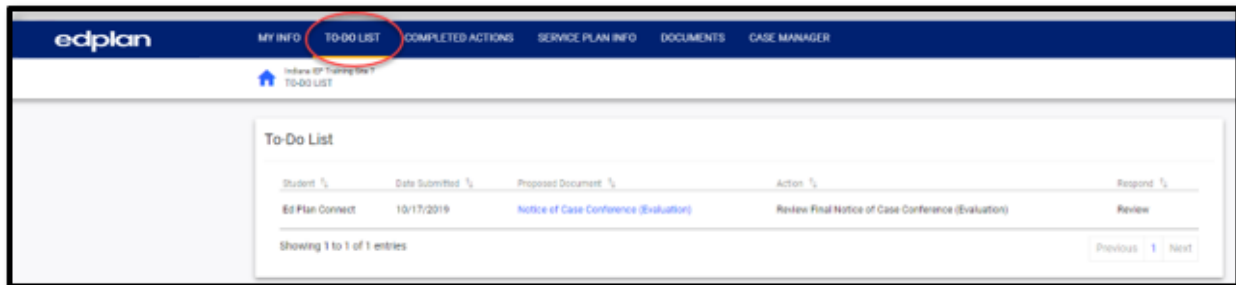 edplan MY INFO TO-DO LIST COMPLETED ACTIONS SERVICE PLAN INFO DOCUMENTS CASE MANAGER
Indiana IEP Training Site 7
TO-DO LIST
To-Do List
Student Date Submitted Proposed Document Action Respond
Ed Plan Connect 10/17/2019 Notice of Case Conference (Evaluation) Review Final Notice of Case Conference (Evaluation) Review
Showing 1 to 1 of 1 entries Previous 1 Next